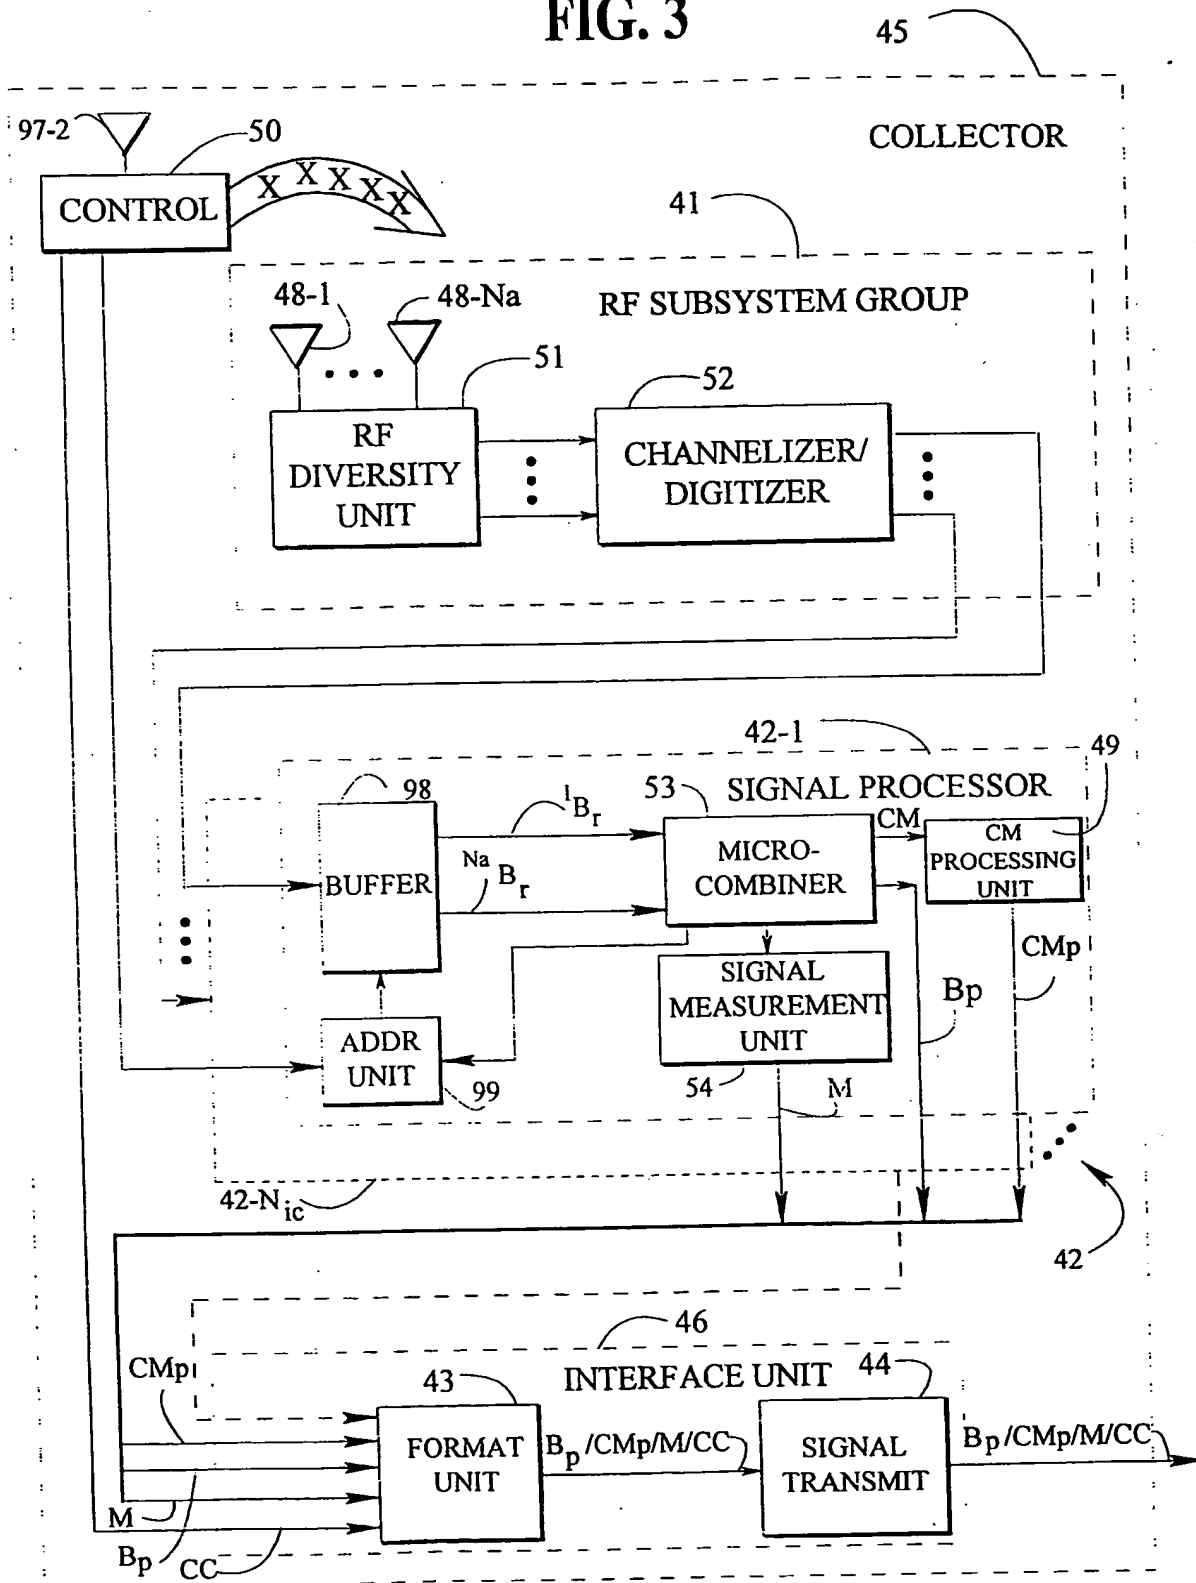 FIG. 3
45
97-2
50
COLLECTOR
X X X X X
CONTROL
41
48-1
48-Na
RF SUBSYSTEM GROUP
51
52
RF
DIVERSITY
UNIT
CHANNELIZER/
DIGITIZER
42-1
49
98
1Br
53
SIGNAL PROCESSOR
CM
BUFFER
NaBr
MICRO-
COMBINER
CM
PROCESSING
UNIT
CMp
SIGNAL
MEASUREMENT
UNIT
Bp
ADDR
UNIT
99
54
M
42-Nic
42
46
CMp
43
INTERFACE UNIT
44
FORMAT
UNIT
Bp/CMp/M/CC
SIGNAL
TRANSMIT
Bp/CMp/M/CC
M
Bp
CC